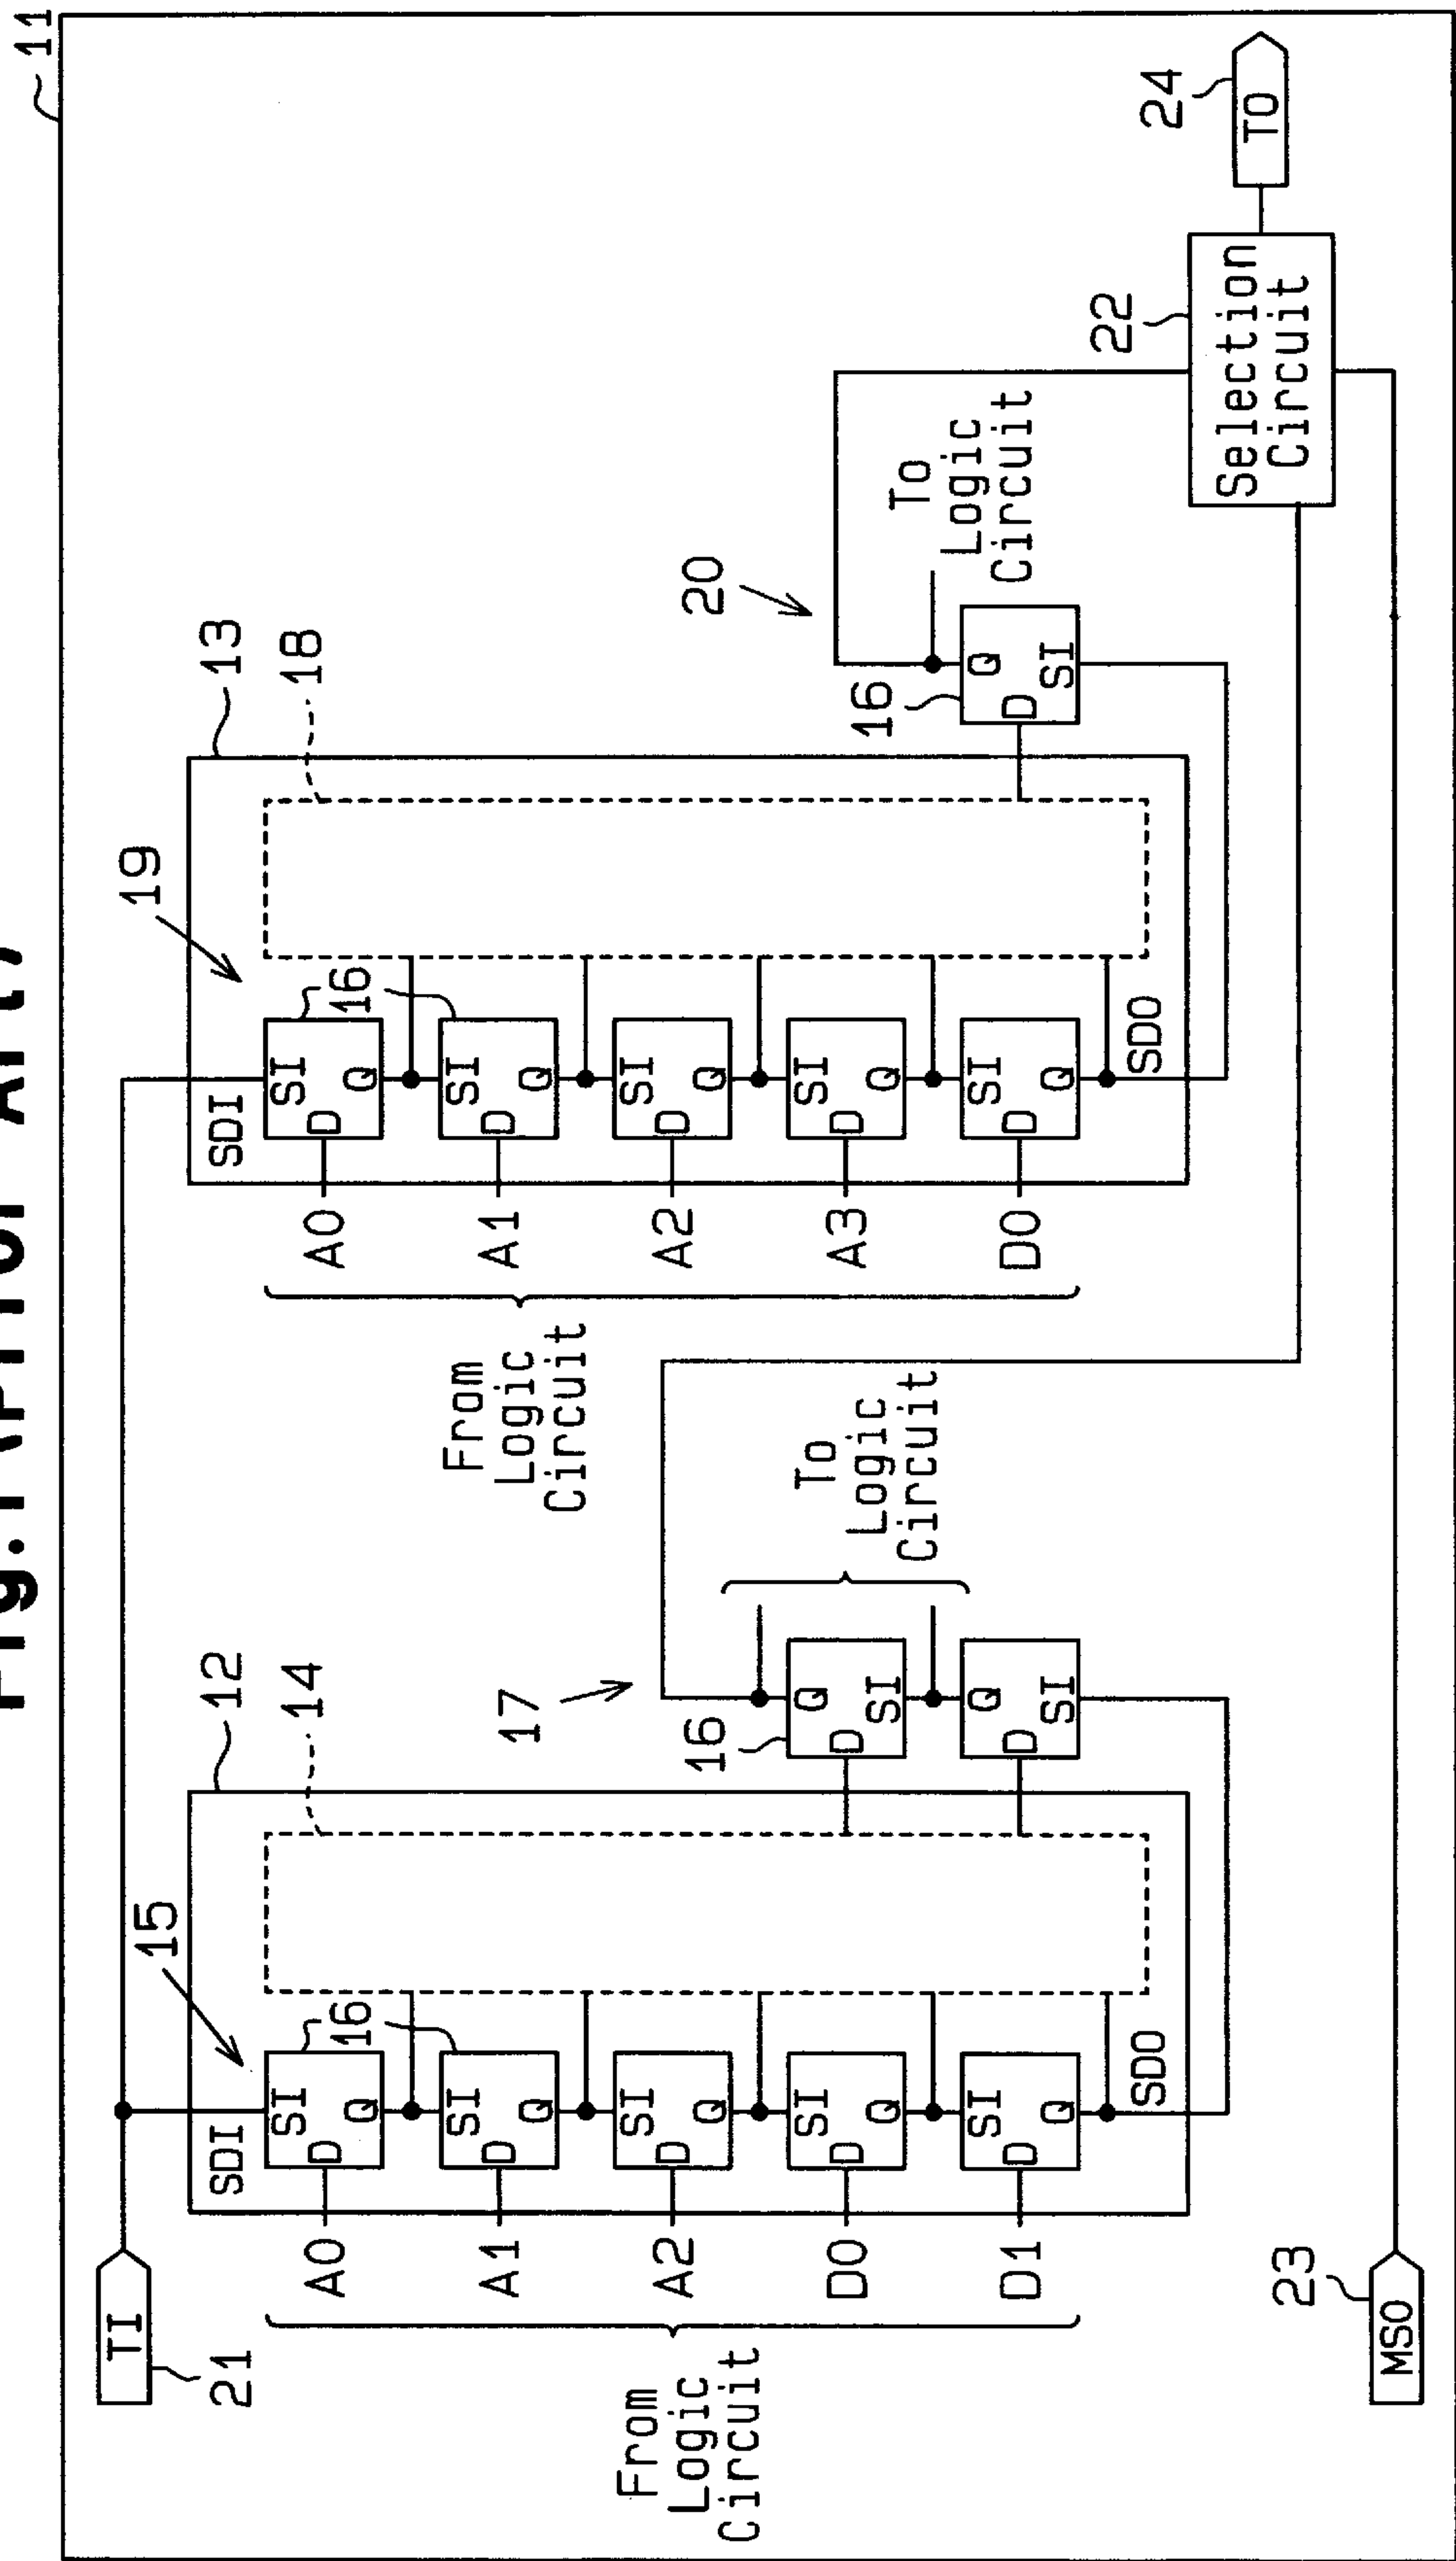 Fig.1 (Prior Art)
11
TI
21
15
12
14
16
SDI
A0
A1
A2
D0
D1
From
Logic
Circuit
SI
D
Q
SI
D
Q
SI
D
Q
SI
D
Q
SI
D
Q
SDO
17
16
Q
D
SI
Q
D
SI
To
Logic
Circuit
19
13
18
16
SDI
A0
A1
A2
A3
D0
From
Logic
Circuit
SI
D
Q
SI
D
Q
SI
D
Q
SI
D
Q
SI
D
Q
SDO
20
16
Q
D
SI
To
Logic
Circuit
22
Selection
Circuit
24
TO
23
MS0